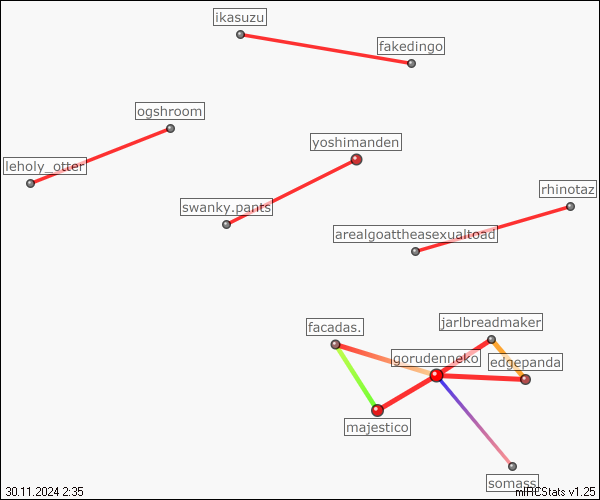 ikasuzu
fakedingo
ogshroom
yoshimanden
leholy_otter
rhinotaz
swanky.pants
arealgoattheasexualtoad
facadas.
jarlbreadmaker
gorudenneko
edgepanda
majestico
somass
30.11.2024 2:35
mIRCStats v1.25